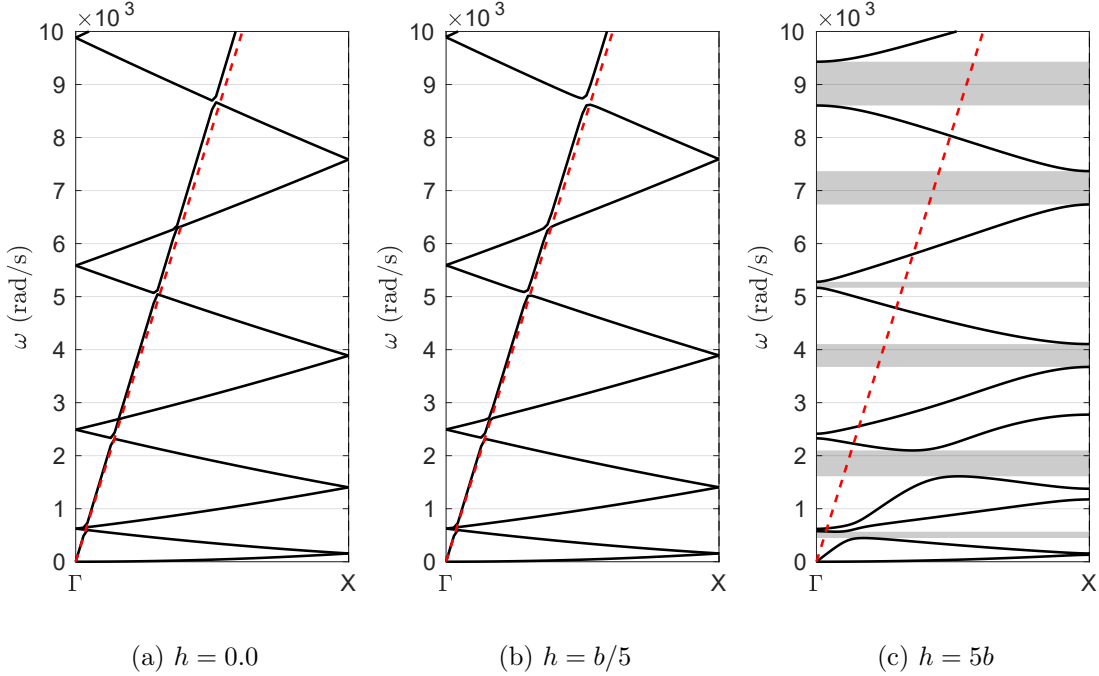 ×10³ ×10³ ×10³
10 10 10
9 9 9
8 8 8
7 7 7
6 6 6
5 5 5
4 4 4
3 3 3
2 2 2
1 1 1
0 0 0
ω (rad/s) ω (rad/s) ω (rad/s)
Γ X Γ X Γ X
(a) h = 0.0 (b) h = b/5 (c) h = 5b